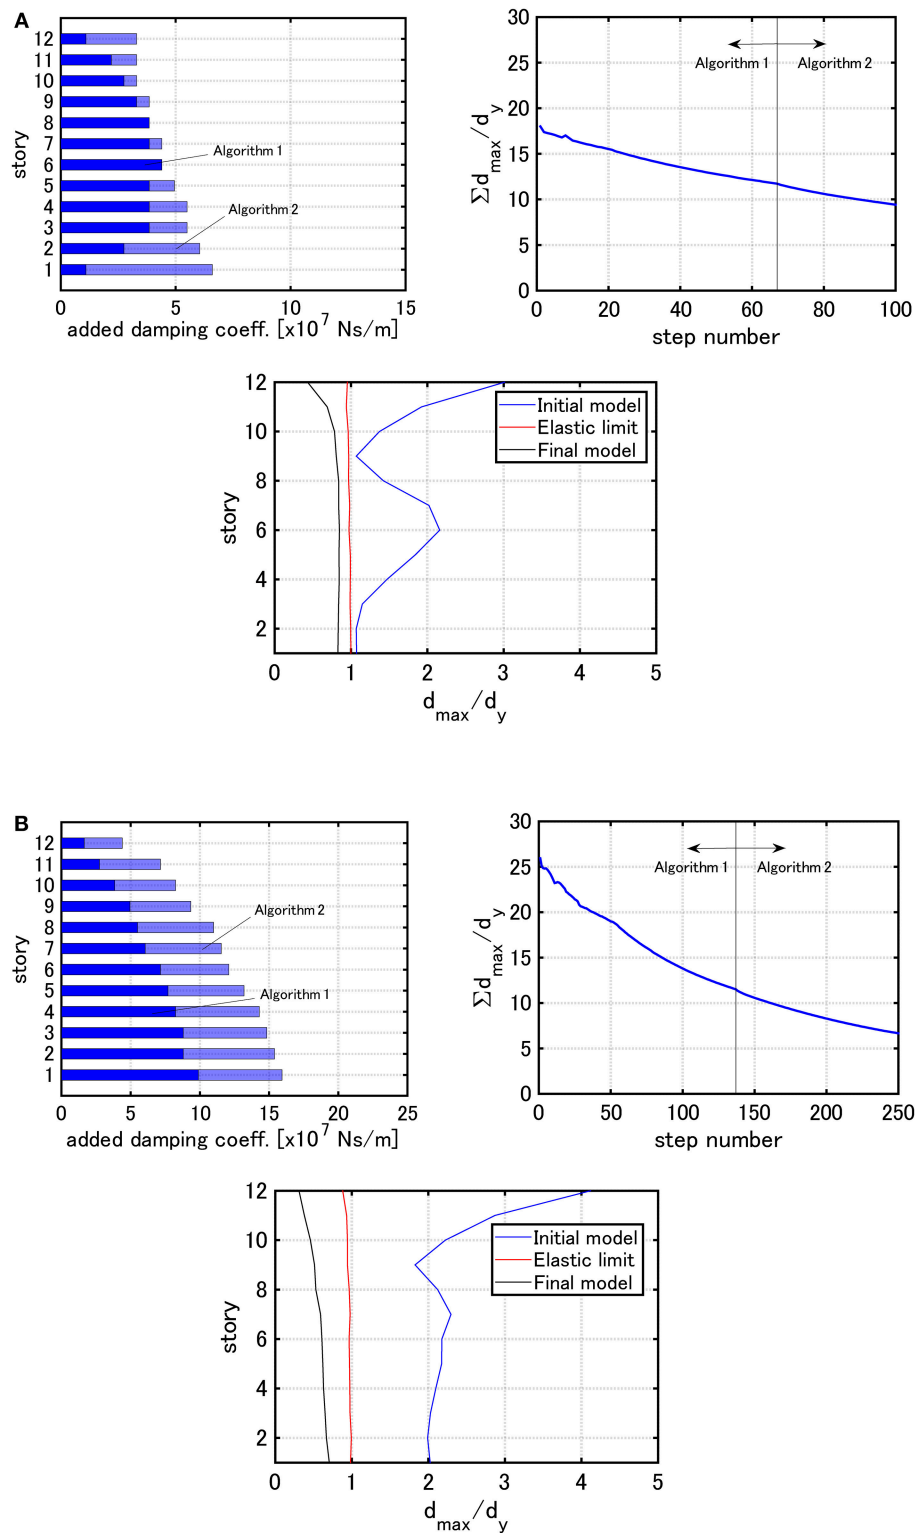 A
12
11
10
9
8
7
6
5
4
3
2
1
story
Algorithm 1
Algorithm 2
0 5 10 15
added damping coeff. [x10^7 Ns/m]
30
25
20
15
10
5
0
Σd_max/d_y
Algorithm 1 Algorithm 2
0 20 40 60 80 100
step number
12
10
8
6
4
2
story
Initial model
Elastic limit
Final model
0 1 2 3 4 5
d_max/d_y
B
12
11
10
9
8
7
6
5
4
3
2
1
story
Algorithm 2
Algorithm 1
0 5 10 15 20 25
added damping coeff. [x10^7 Ns/m]
30
25
20
15
10
5
0
Σd_max/d_y
Algorithm 1 Algorithm 2
0 50 100 150 200 250
step number
12
10
8
6
4
2
story
Initial model
Elastic limit
Final model
0 1 2 3 4 5
d_max/d_y